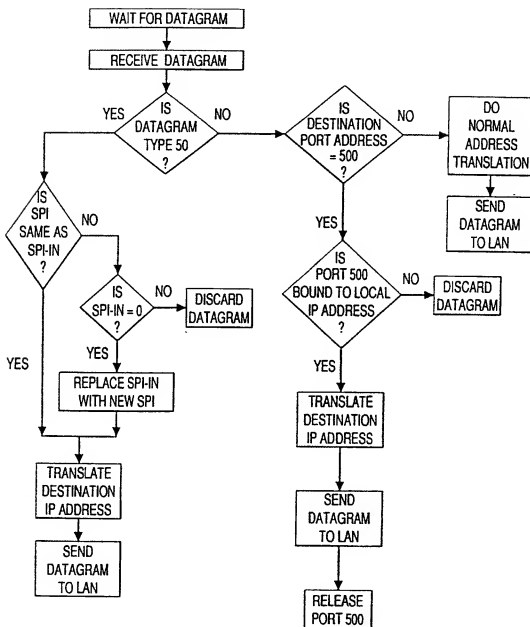 WAIT FOR DATAGRAM
RECEIVE DATAGRAM
YES
IS
DATAGRAM
TYPE 50
?
NO
IS
DESTINATION
PORT ADDRESS
= 500
?
NO
DO
NORMAL
ADDRESS
TRANSLATION
SEND
DATAGRAM
TO LAN
IS
SPI
SAME AS
SPI-IN
?
NO
YES
IS
SPI-IN = 0
?
NO
DISCARD
DATAGRAM
YES
YES
REPLACE SPI-IN
WITH NEW SPI
TRANSLATE
DESTINATION
IP ADDRESS
SEND
DATAGRAM
TO LAN
IS
PORT 500
BOUND TO LOCAL
IP ADDRESS
?
NO
DISCARD
DATAGRAM
YES
TRANSLATE
DESTINATION
IP ADDRESS
SEND
DATAGRAM
TO LAN
RELEASE
PORT 500